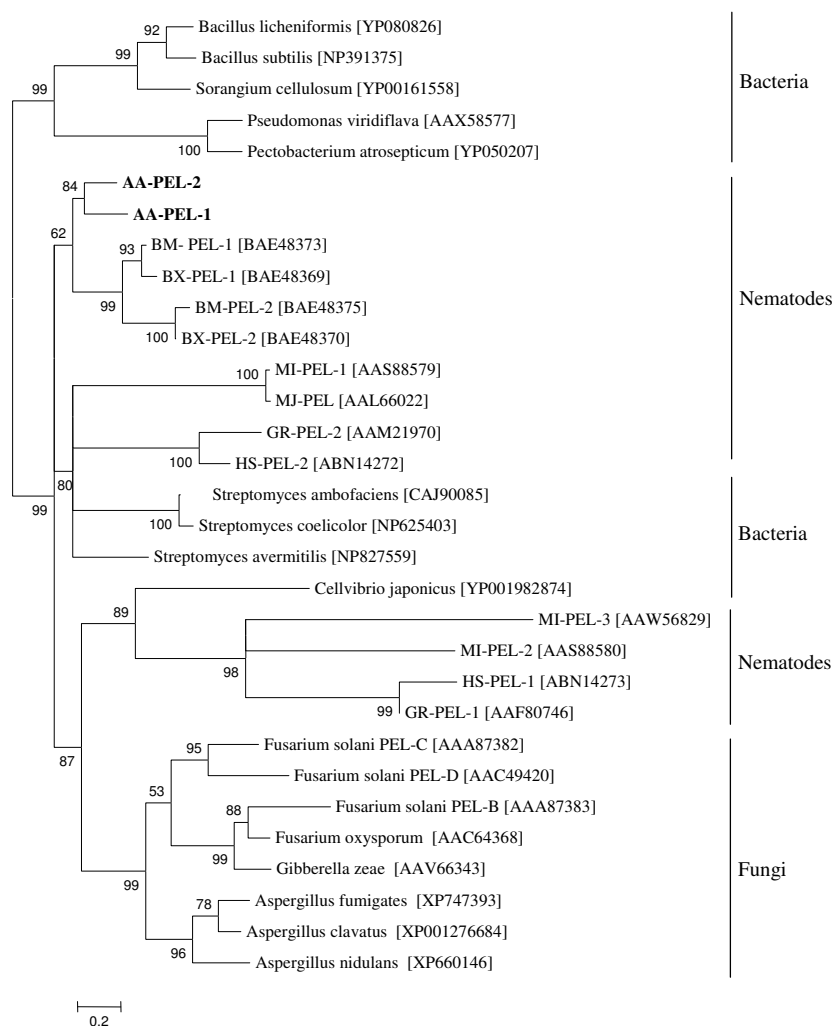 Bacillus licheniformis [YP080826]
92
Bacillus subtilis [NP391375]
99
Sorangium cellulosum [YP00161558]
Bacteria
99
Pseudomonas viridiflava [AAX58577]
100
Pectobacterium atrosepticum [YP050207]
AA-PEL-2
84
AA-PEL-1
62
BM- PEL-1 [BAE48373]
93
BX-PEL-1 [BAE48369]
99
BM-PEL-2 [BAE48375]
Nematodes
100
BX-PEL-2 [BAE48370]
MI-PEL-1 [AAS88579]
100
MJ-PEL [AAL66022]
GR-PEL-2 [AAM21970]
100
HS-PEL-2 [ABN14272]
80
99
Streptomyces ambofaciens [CAJ90085]
100
Streptomyces coelicolor [NP625403]
Bacteria
Streptomyces avermitilis [NP827559]
Cellvibrio japonicus [YP001982874]
89
MI-PEL-3 [AAW56829]
MI-PEL-2 [AAS88580]
98
Nematodes
HS-PEL-1 [ABN14273]
99
GR-PEL-1 [AAF80746]
87
Fusarium solani PEL-C [AAA87382]
95
Fusarium solani PEL-D [AAC49420]
53
Fusarium solani PEL-B [AAA87383]
88
Fusarium oxysporum [AAC64368]
99
Gibberella zeae [AAV66343]
Fungi
99
Aspergillus fumigates [XP747393]
78
Aspergillus clavatus [XP001276684]
96
Aspergillus nidulans [XP660146]
0.2